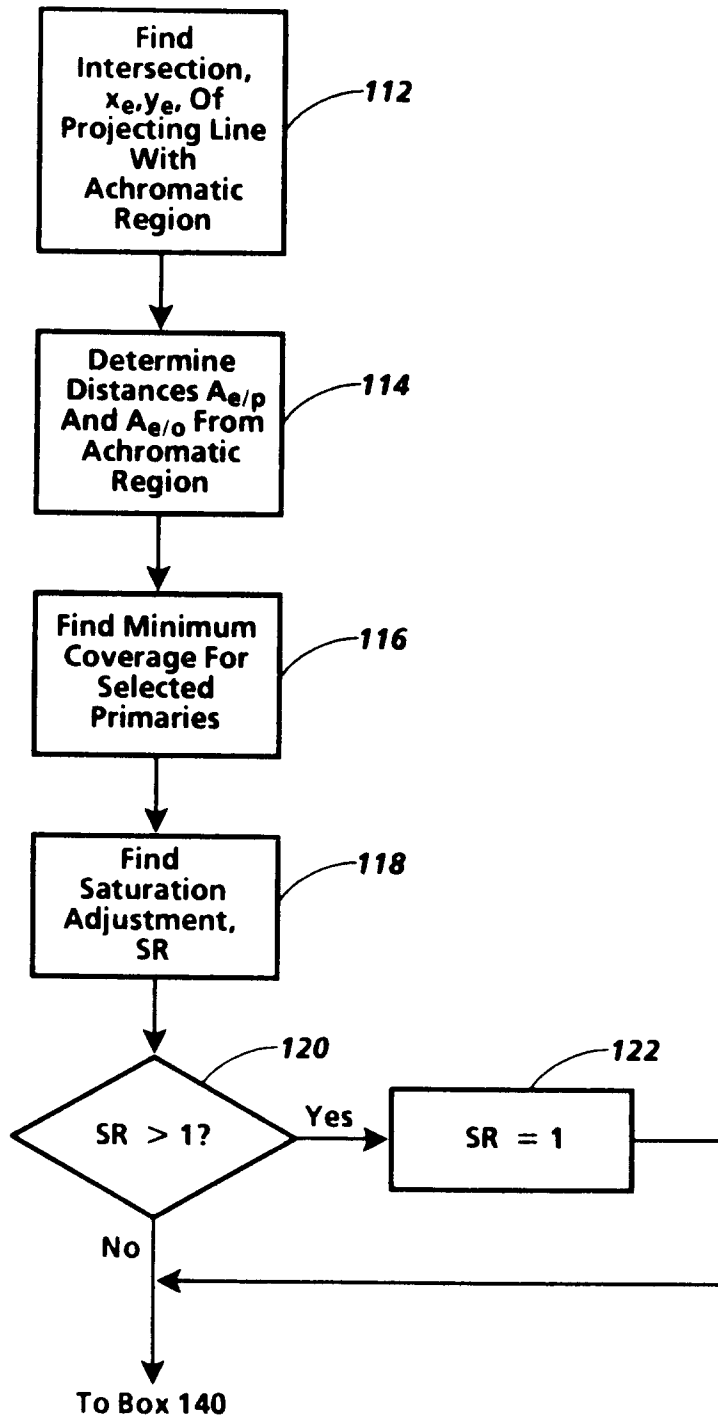 Find
Intersection,
xe,ye, Of
Projecting Line
With
Achromatic
Region
112
Determine
Distances Ae/p
And Ae/o From
Achromatic
Region
114
Find Minimum
Coverage For
Selected
Primaries
116
Find
Saturation
Adjustment,
SR
118
SR > 1?
120
Yes
SR = 1
122
No
To Box 140